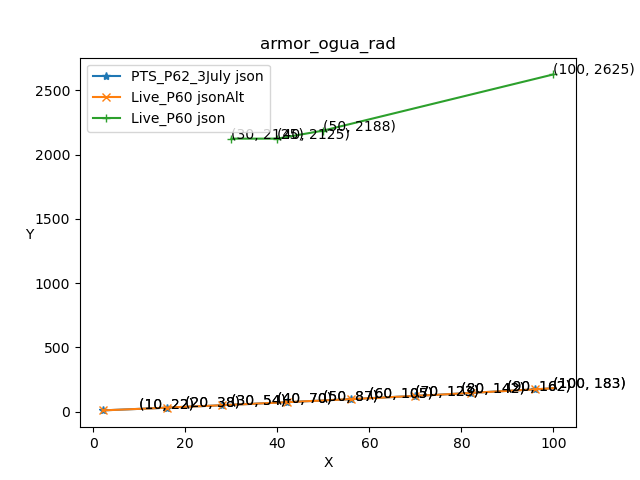 armor_ogua_rad
PTS_P62_3July json
Live_P60 jsonAlt
Live_P60 json
(100, 2625)
(50, 2188)
(30, 2125)
(40, 2125)
2500
2000
1500
1000
500
0
Y
(10, 22)
(20, 38)
(30, 54)
(40, 70)
(50, 87)
(60, 105)
(70, 123)
(80, 142)
(90, 162)
(100, 183)
0 20 40 60 80 100
X